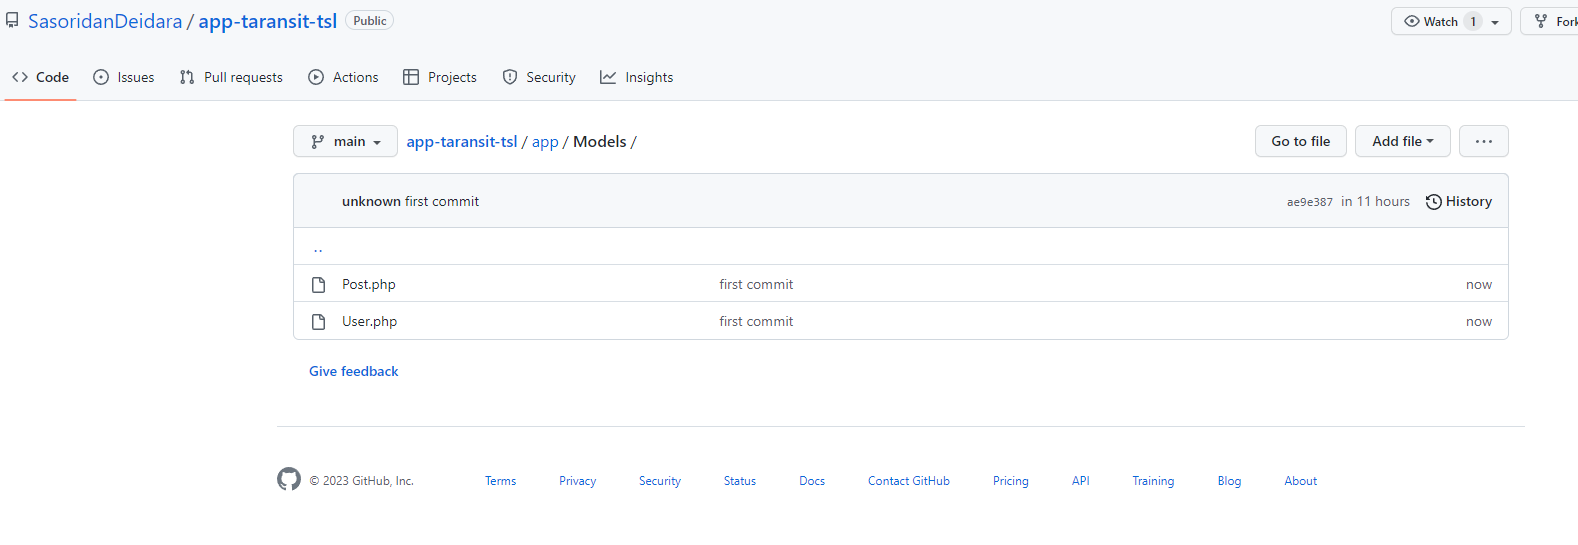 SasoridanDeidara / app-taransit-tsl Public Watch 1 Fork
Code Issues Pull requests Actions Projects Security Insights
main app-taransit-tsl / app / Models / Go to file Add file ...
unknown first commit ae9e387 in 11 hours History
..
Post.php first commit now
User.php first commit now
Give feedback
© 2023 GitHub, Inc. Terms Privacy Security Status Docs Contact GitHub Pricing API Training Blog About